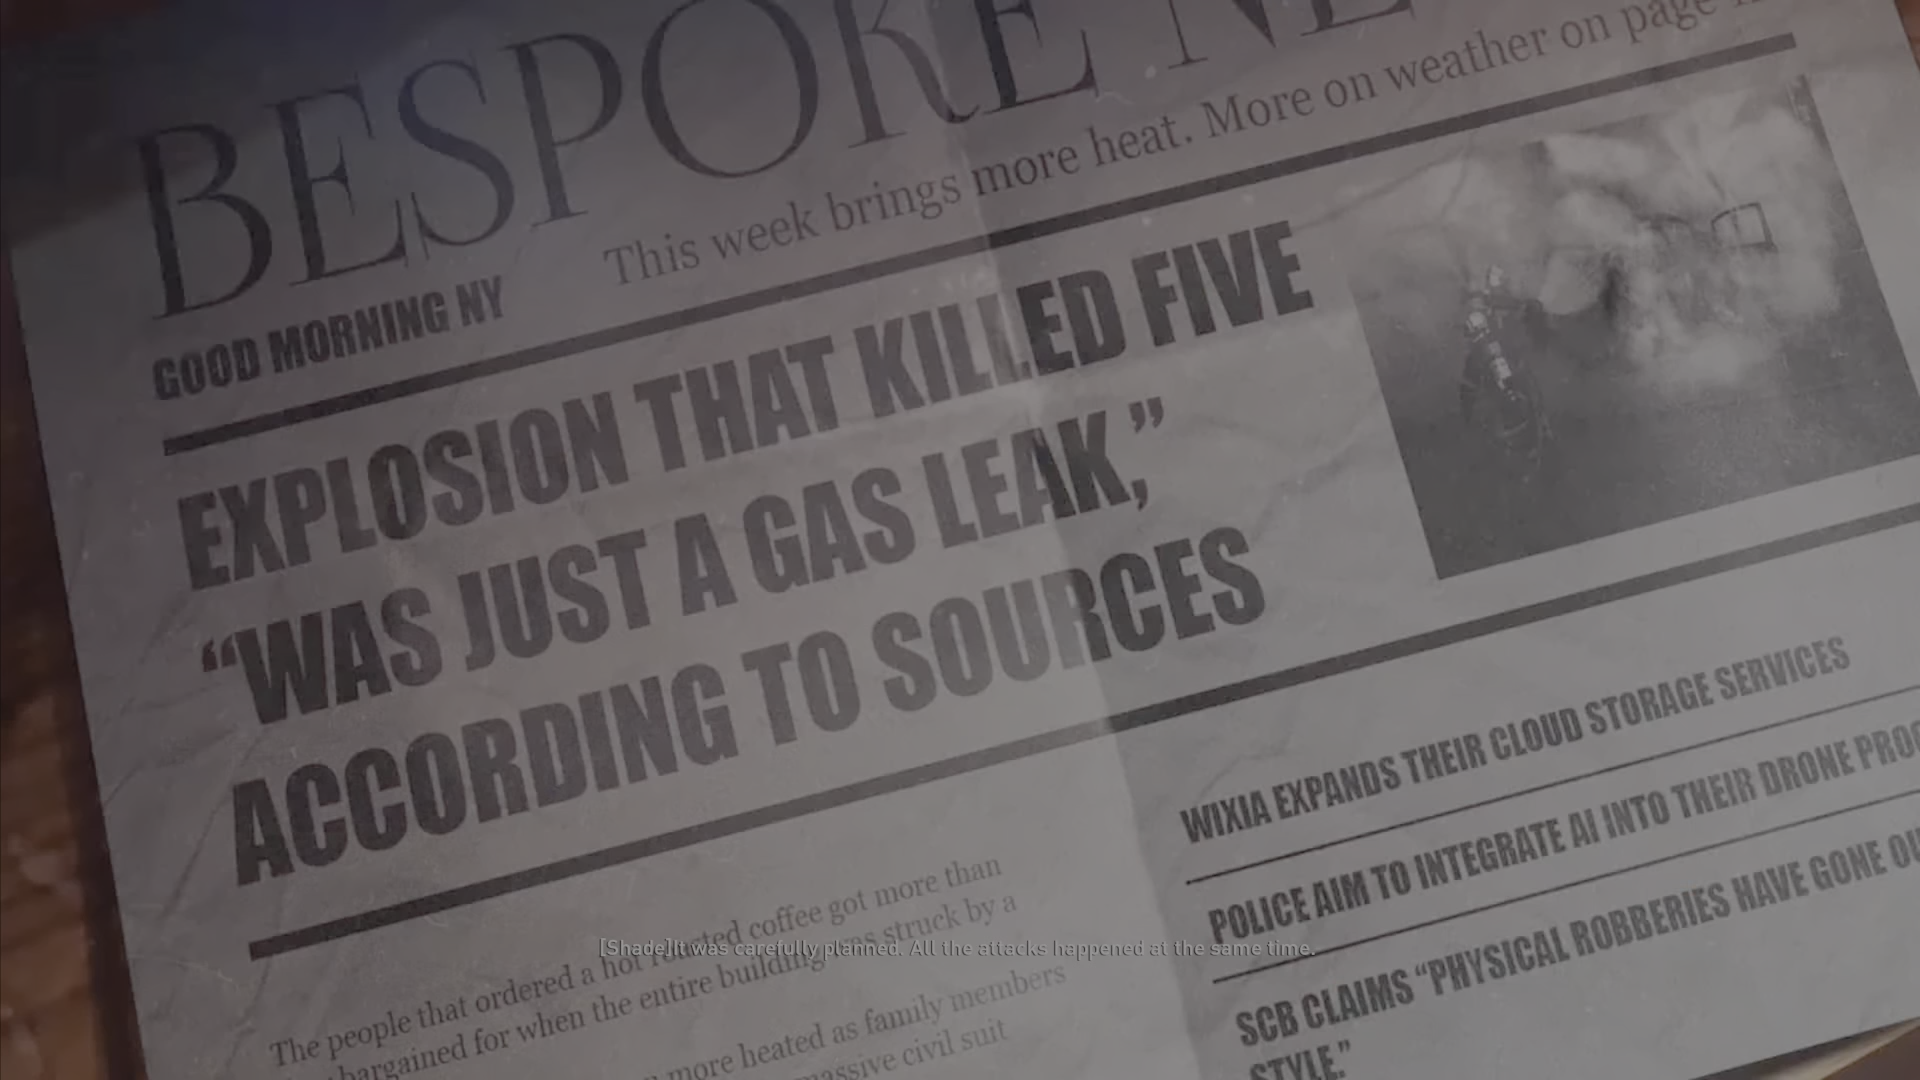 BESPOKE
This week brings more heat. More on weather on page
GOOD MORNING NY
EXPLOSION THAT KILLED FIVE
“WAS JUST A GAS LEAK,”
ACCORDING TO SOURCES
The people that ordered a hot roasted coffee got more than
bargained for when the entire building was struck by a
more heated as family members
massive civil suit
WIXIA EXPANDS THEIR CLOUD STORAGE SERVICES
POLICE AIM TO INTEGRATE AI INTO THEIR DRONE
SCB CLAIMS “PHYSICAL ROBBERIES HAVE GONE
STYLE.”
[Shade]It was carefully planned. All the attacks happened at the same time.